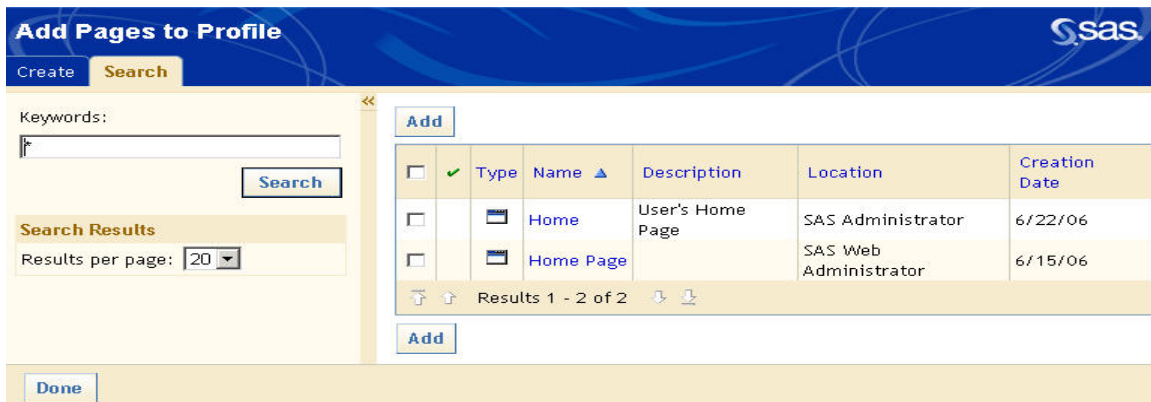 Add Pages to Profile
sas.
Create Search
Keywords:
*
Search
Search Results
Results per page: 20
Add
Type Name Description Location Creation Date
Home User's Home Page SAS Administrator 6/22/06
Home Page SAS Web Administrator 6/15/06
Results 1 - 2 of 2
Add
Done